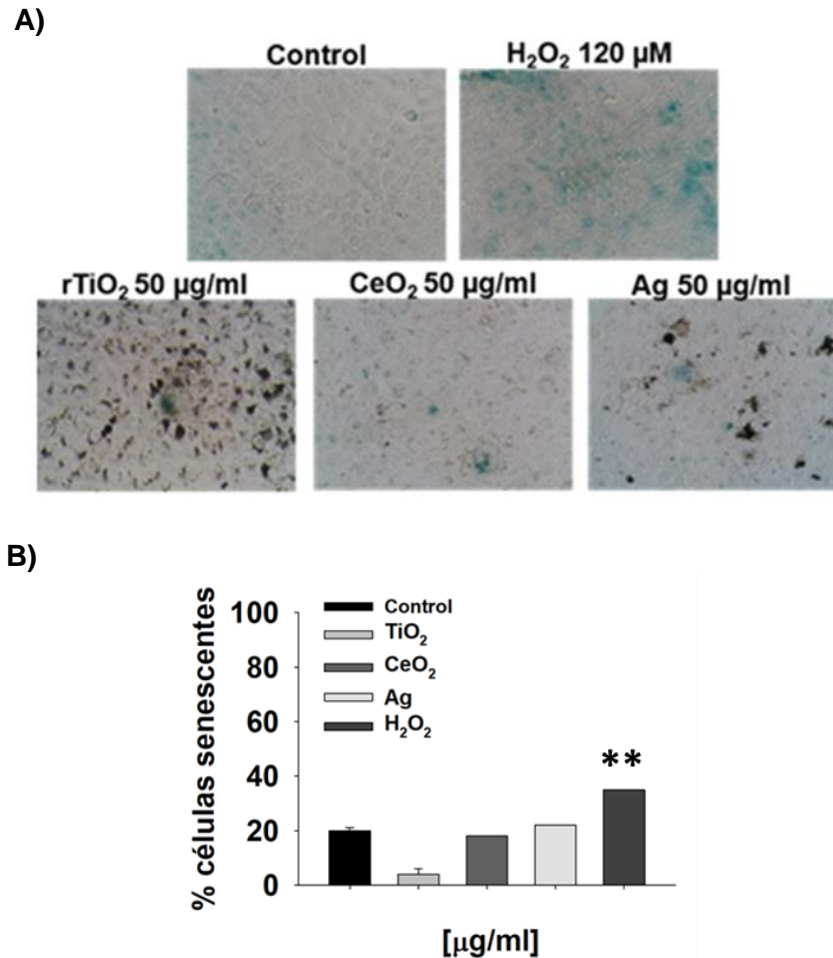 A)
Control
H₂O₂ 120 µM
rTiO₂ 50 µg/ml
CeO₂ 50 µg/ml
Ag 50 µg/ml
B)
% células senescentes
100
80
60
40
20
0
Control
TiO₂
CeO₂
Ag
H₂O₂
**
[µg/ml]